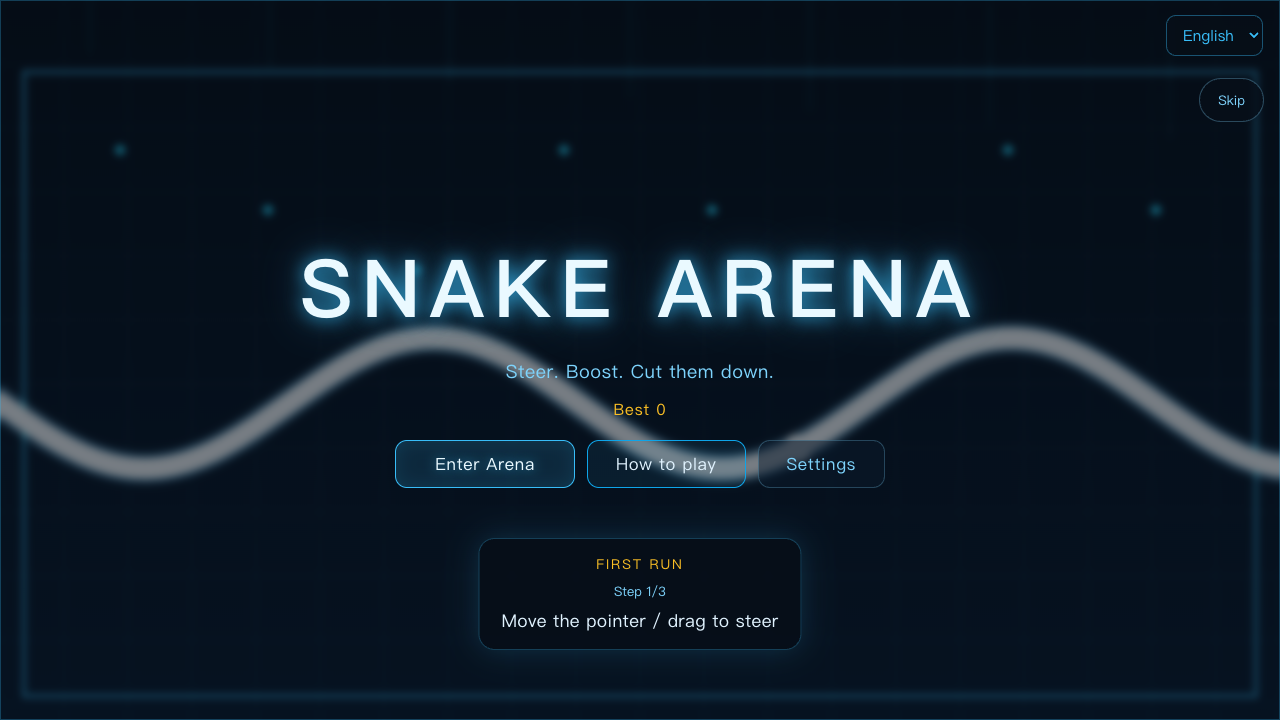 English
Skip
SNAKE ARENA
Steer. Boost. Cut them down.
Best 0
Enter Arena
How to play
Settings
FIRST RUN
Step 1/3
Move the pointer / drag to steer